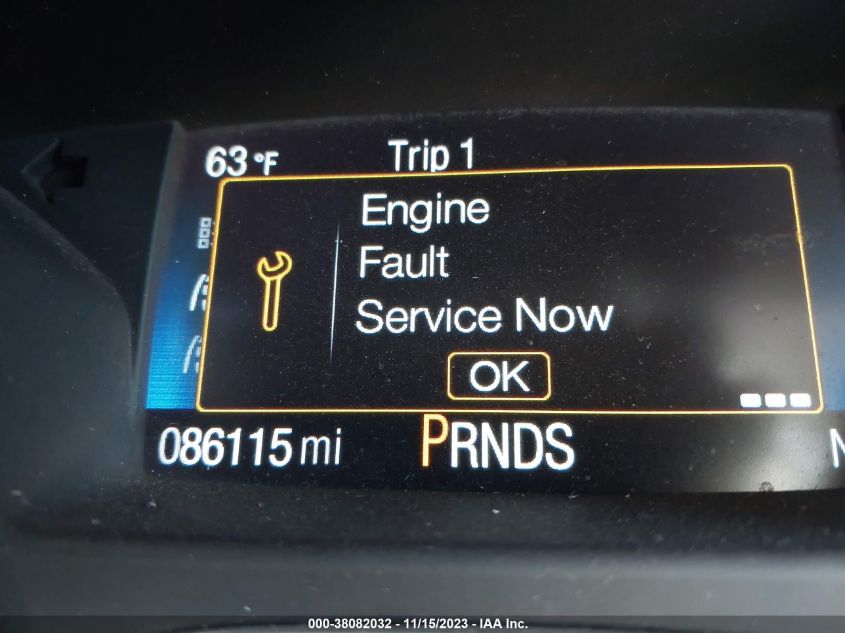 63 °F Trip 1
Engine
Fault
Service Now
OK
086115 mi PRNDS N
000-38082032 - 11/15/2023 - IAA Inc.